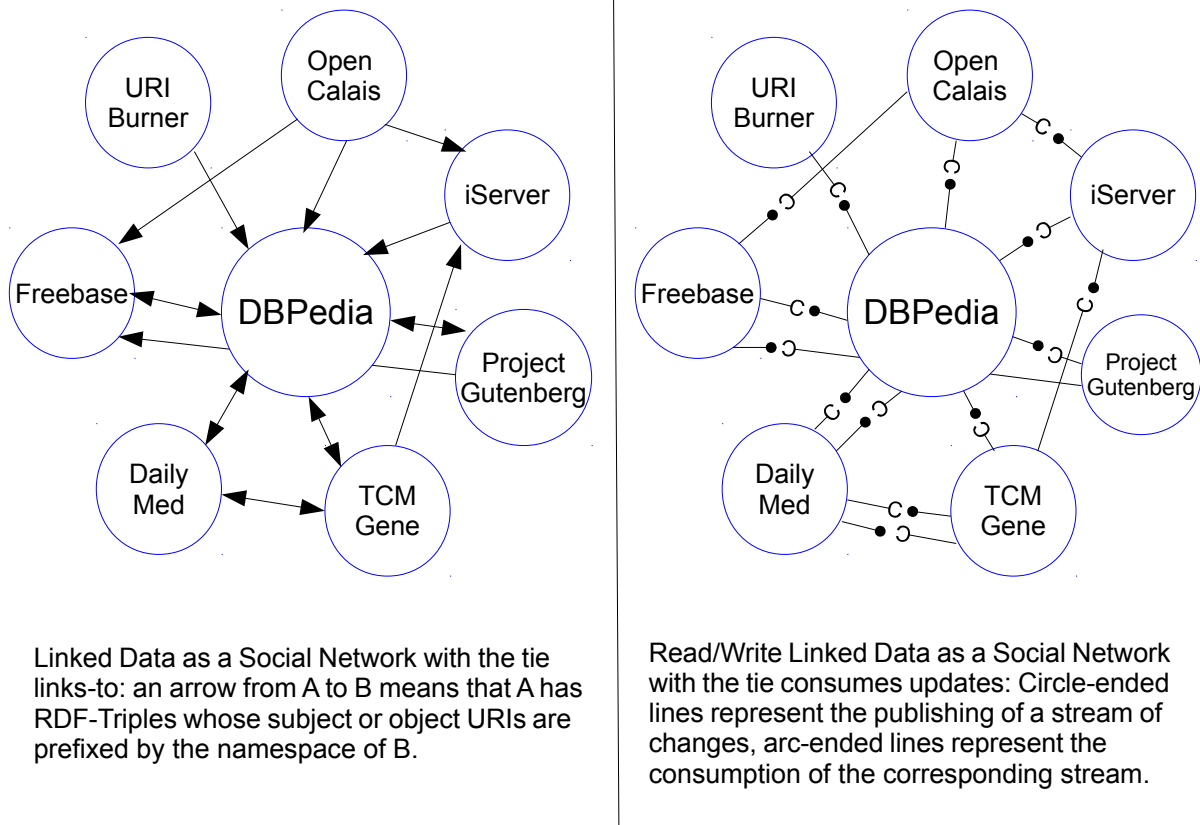 Open
Calais
URI
Burner
iServer
Freebase
DBPedia
Project
Gutenberg
Daily
Med
TCM
Gene
Linked Data as a Social Network with the tie
links-to: an arrow from A to B means that A has
RDF-Triples whose subject or object URIs are
prefixed by the namespace of B.
Open
Calais
URI
Burner
iServer
Freebase
DBPedia
Project
Gutenberg
Daily
Med
TCM
Gene
Read/Write Linked Data as a Social Network
with the tie consumes updates: Circle-ended
lines represent the publishing of a stream of
changes, arc-ended lines represent the
consumption of the corresponding stream.